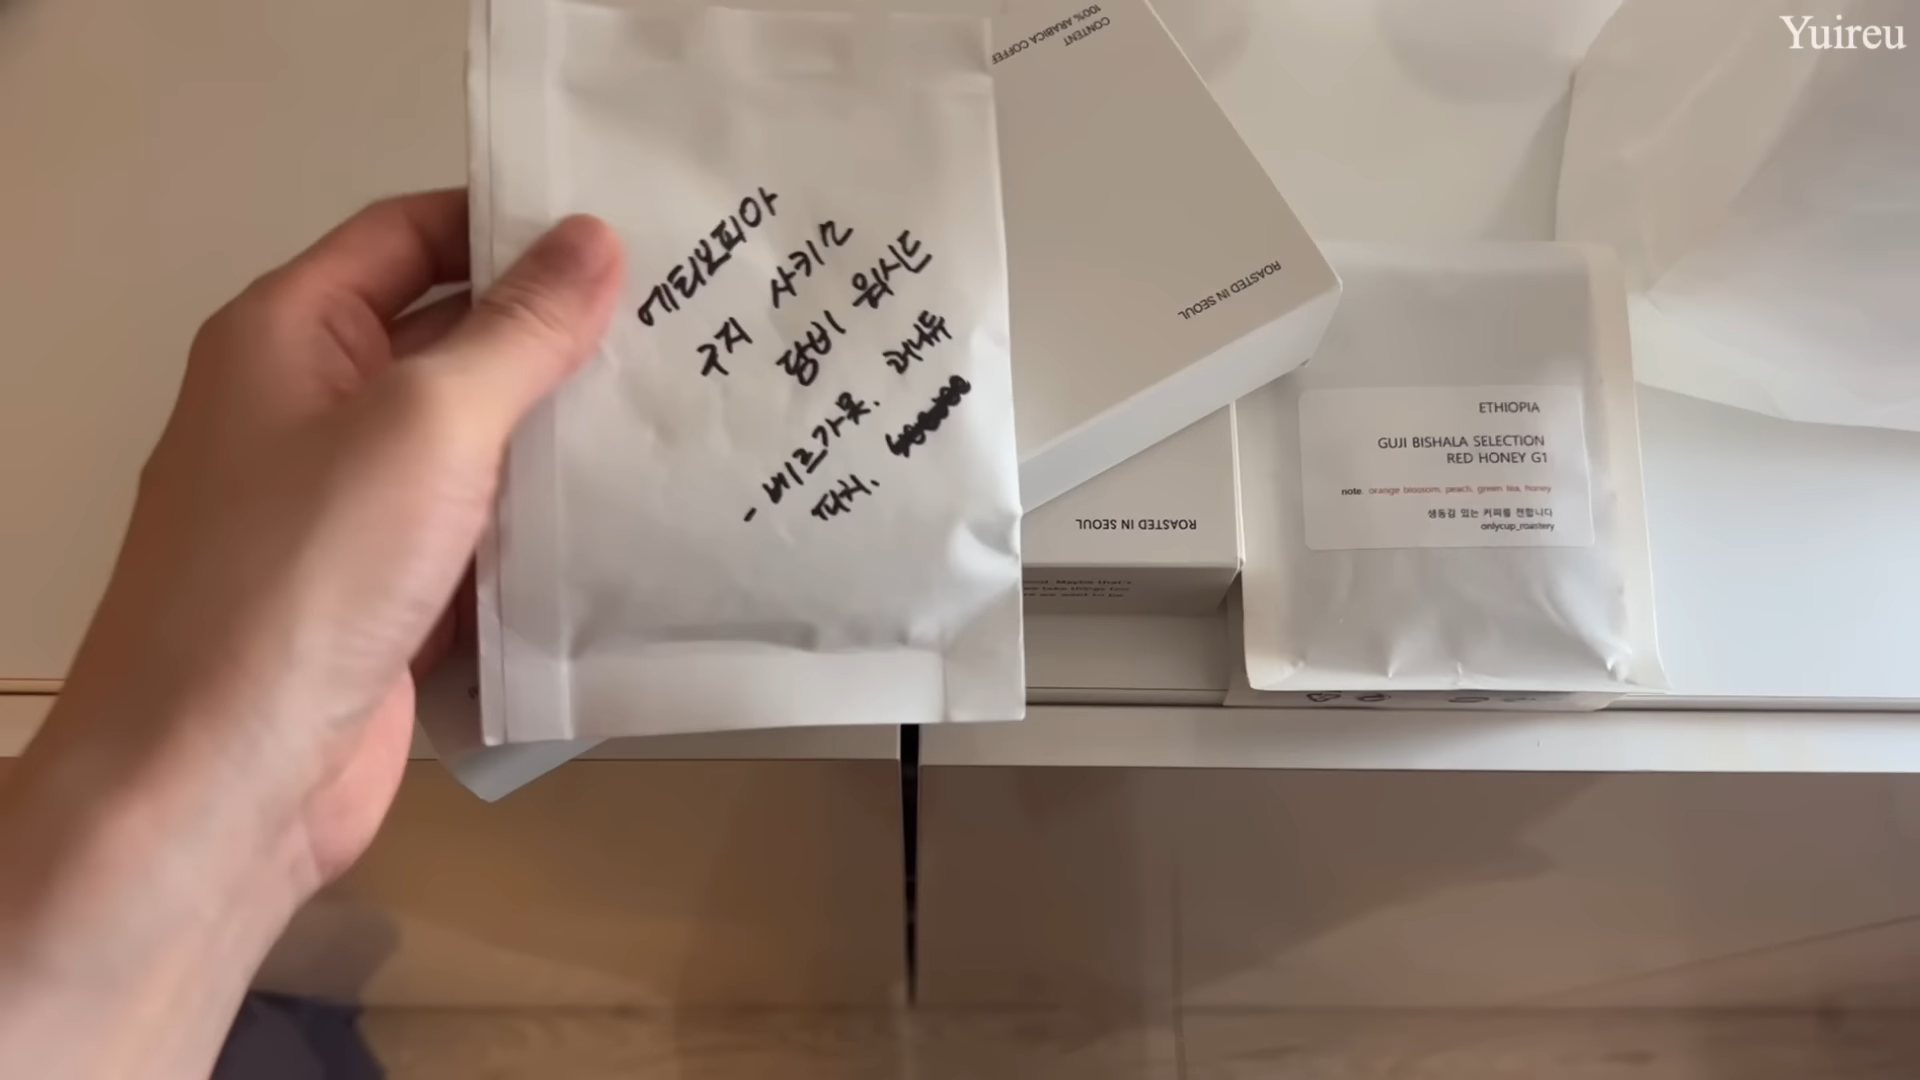 Yuireu
CONTENT
100% ARABICA COFFEE
ROASTED IN SEOUL
에티오피아
구지 사키소
담비 워시드
- 베르가못. 허니듀
피치.
ROASTED IN SEOUL
ETHIOPIA
GUJI BISHALA SELECTION
RED HONEY G1
note. orange blossom, peach, green tea, honey
생동감 있는 커피를 전합니다
onlycup_roastery